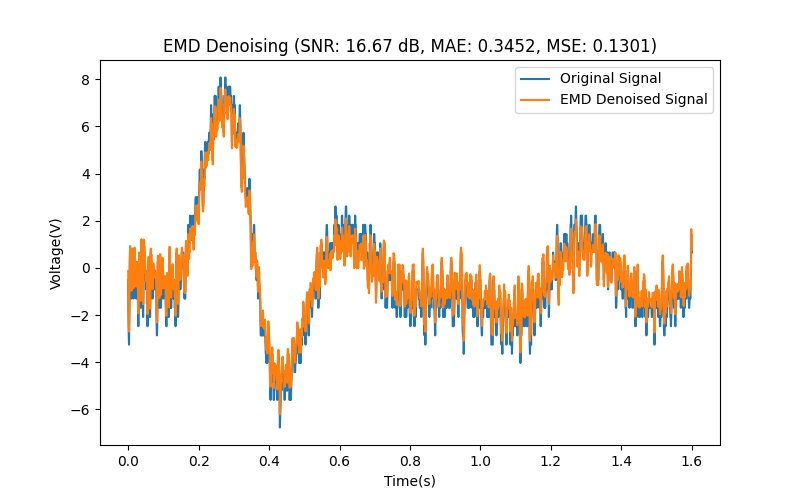 EMD Denoising (SNR: 16.67 dB, MAE: 0.3452, MSE: 0.1301)
Original Signal
EMD Denoised Signal
Voltage(V)
8
6
4
2
0
−2
−4
−6
0.0 0.2 0.4 0.6 0.8 1.0 1.2 1.4 1.6
Time(s)